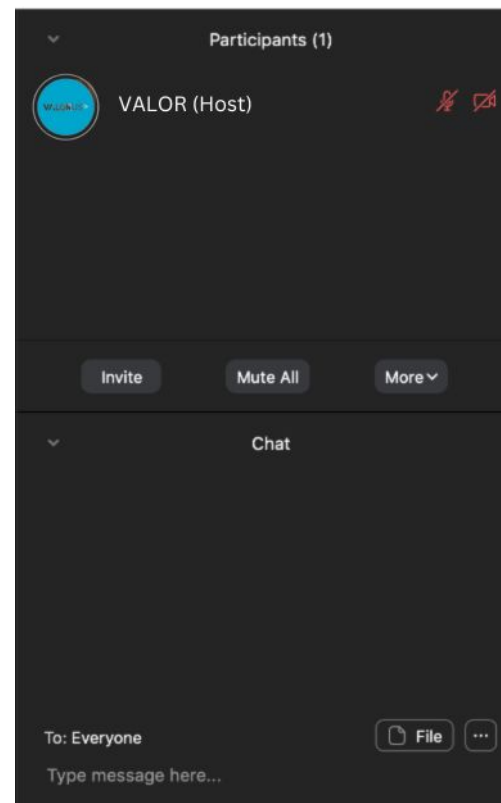 Participants (1)
VALOR (Host)
Invite Mute All More
Chat
To: Everyone File
Type message here...